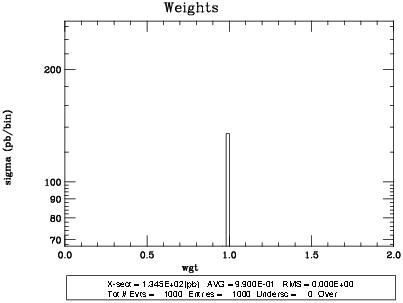 Weights
sigma (pb/bin)
200
100
90
80
70
0.0 0.5 1.0 1.5 2.0
wgt
X-sect = 1.345E+02(pb) AVG = 9.900E-01 RMS = 0.000E+00
Tot # Evts = 1000 Entries = 1000 Undersc = 0 Over